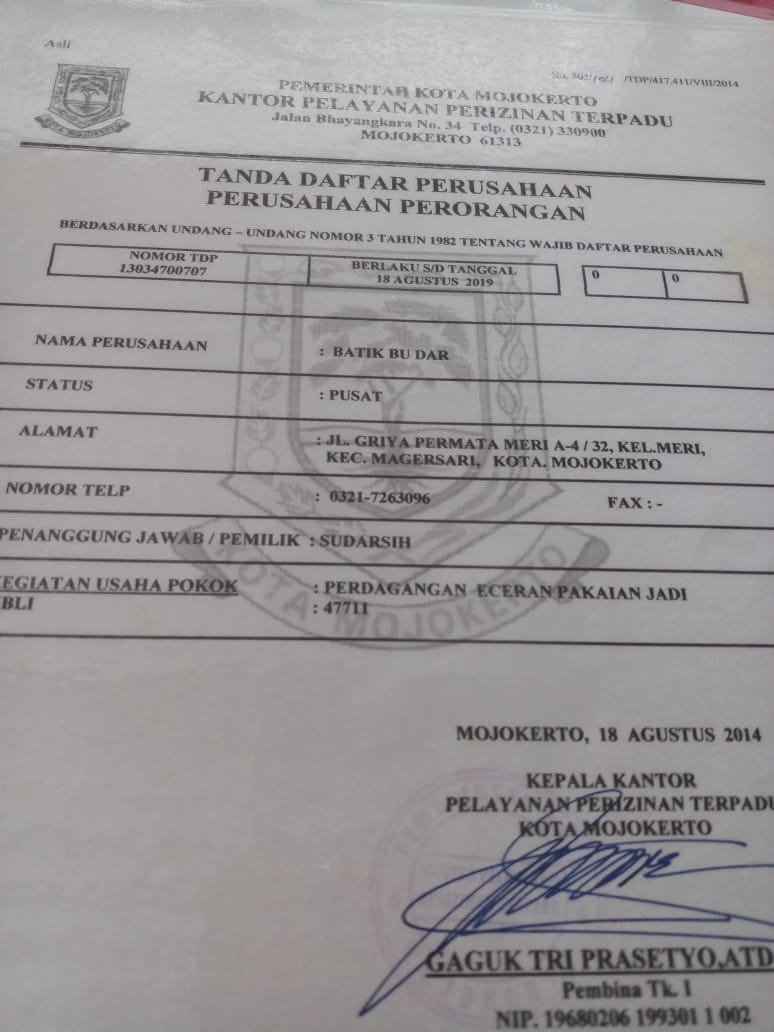 Asli
No. 503/ /TDP/417.411/VIII/2014
PEMERINTAH KOTA MOJOKERTO
KANTOR PELAYANAN PERIZINAN TERPADU
Jalan Bhayangkara No. 34 Telp. (0321) 330900
MOJOKERTO 61313
KOTA MOJOKERTO
TANDA DAFTAR PERUSAHAAN
PERUSAHAAN PERORANGAN
BERDASARKAN UNDANG – UNDANG NOMOR 3 TAHUN 1982 TENTANG WAJIB DAFTAR PERUSAHAAN
NOMOR TDP
13034700707
BERLAKU S/D TANGGAL
18 AGUSTUS 2019
0 0
NAMA PERUSAHAAN : BATIK BU DAR
STATUS : PUSAT
ALAMAT : JL. GRIYA PERMATA MERI A-4 / 32, KEL.MERI,
KEC. MAGERSARI, KOTA. MOJOKERTO
NOMOR TELP : 0321-7263096 FAX : -
PENANGGUNG JAWAB / PEMILIK : SUDARSIH
EGIATAN USAHA POKOK : PERDAGANGAN ECERAN PAKAIAN JADI
BLI : 47711
KOTA MOJOKERTO
MOJOKERTO, 18 AGUSTUS 2014
KEPALA KANTOR
PELAYANAN PERIZINAN TERPADU
KOTA MOJOKERTO
GAGUK TRI PRASETYO,ATD
Pembina Tk. I
NIP. 19680206 199301 1 002